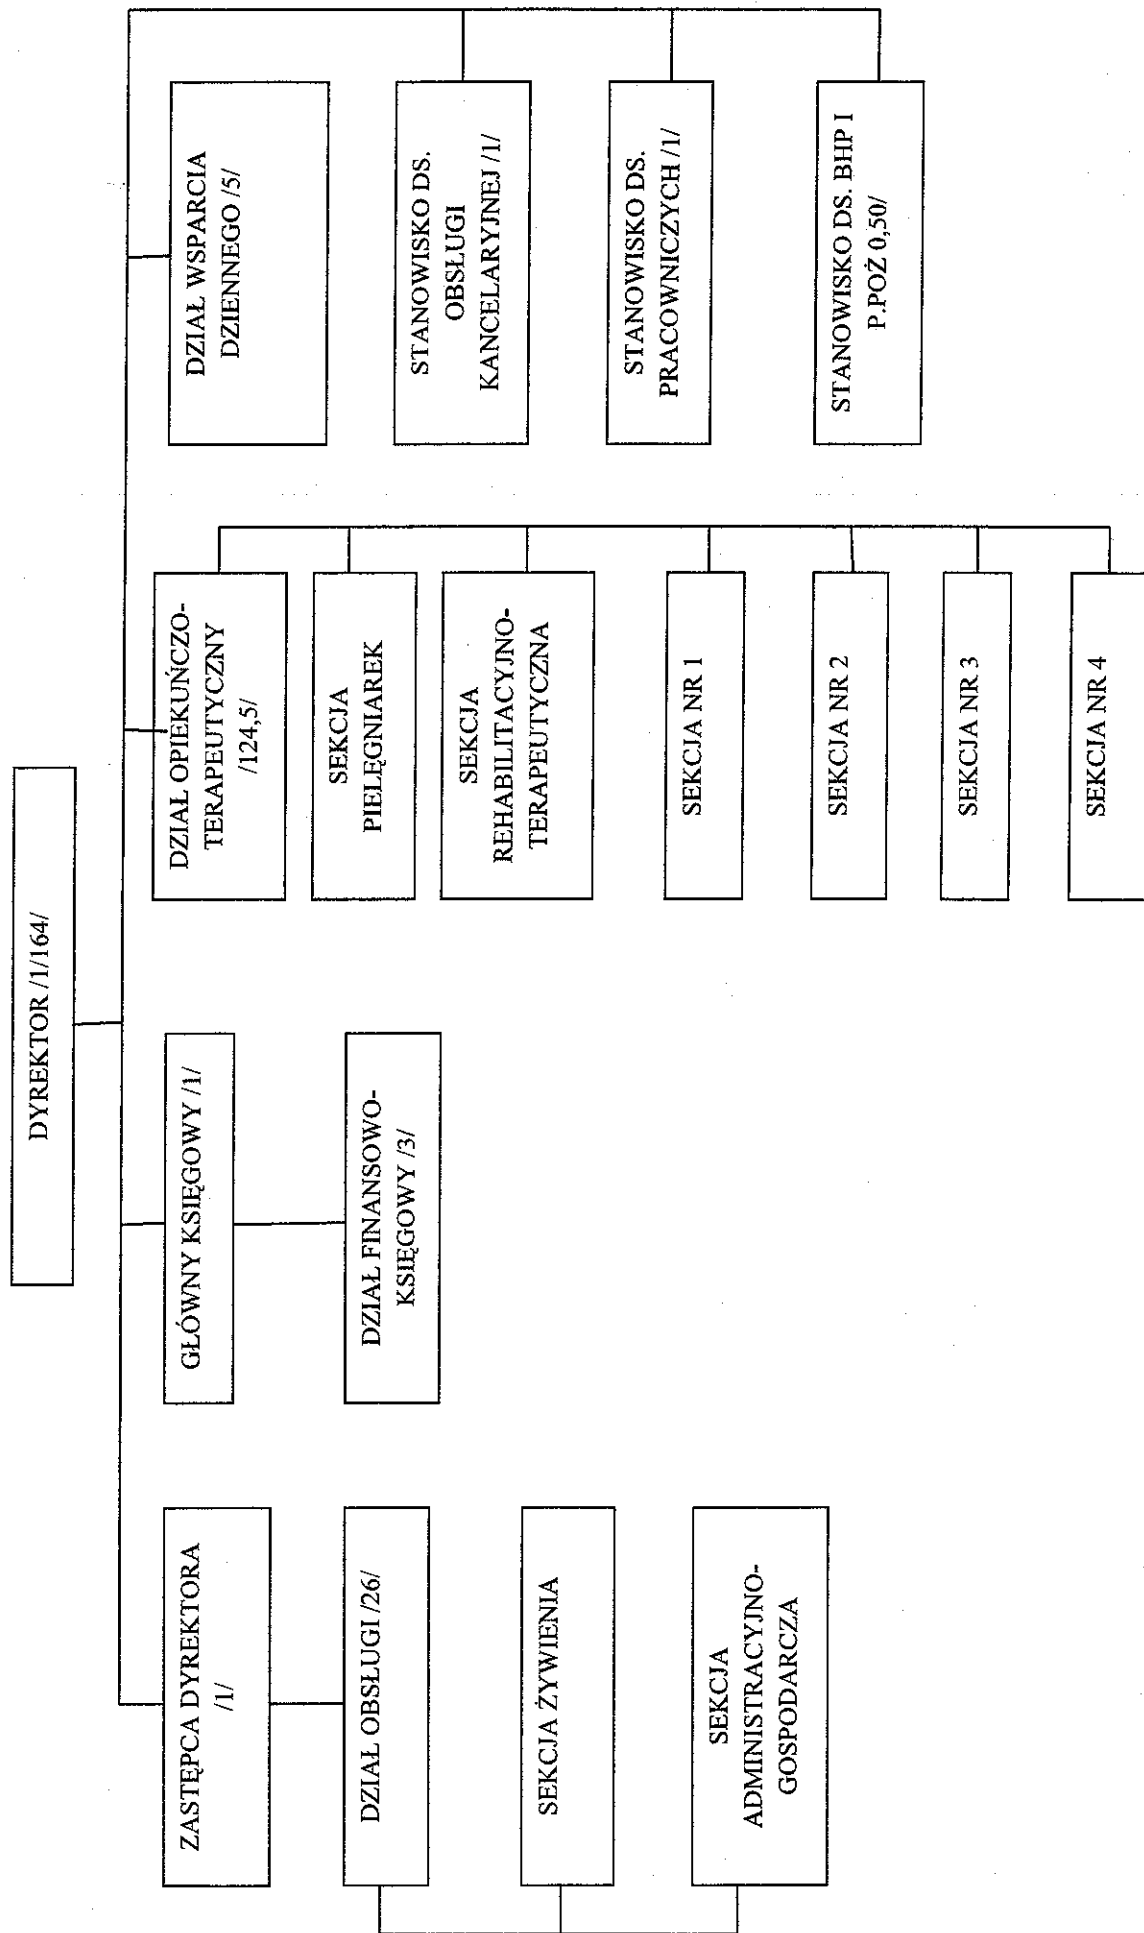 DYREKTOR /1/164/
ZASTĘPCA DYREKTORA
/1/
DZIAŁ OBSŁUGI /26/
SEKCJA ŻYWIENIA
SEKCJA
ADMINISTRACYJNO-
GOSPODARCZA
GŁÓWNY KSIĘGOWY /1/
DZIAŁ FINANSOWO-
KSIĘGOWY /3/
DZIAŁ OPIEKUŃCZO-
TERAPEUTYCZNY
/124,5/
SEKCJA
PIELĘGNIAREK
SEKCJA
REHABILITACYJNO-
TERAPEUTYCZNA
SEKCJA NR 1
SEKCJA NR 2
SEKCJA NR 3
SEKCJA NR 4
DZIAŁ WSPARCIA
DZIENNEGO /5/
STANOWISKO DS.
OBSŁUGI
KANCELARYJNEJ /1/
STANOWISKO DS.
PRACOWNICZYCH /1/
STANOWISKO DS. BHP I
P.POŻ 0,50/